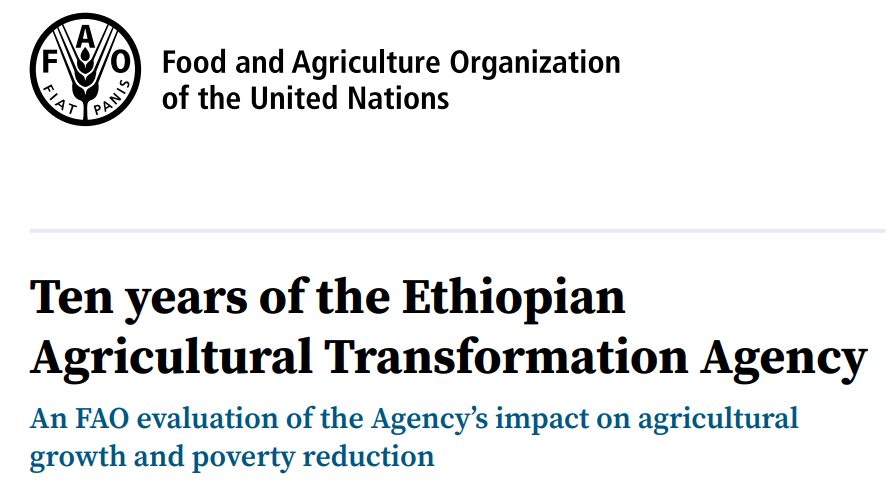 F A O
FIAT PANIS
Food and Agriculture Organization
of the United Nations
Ten years of the Ethiopian
Agricultural Transformation Agency
An FAO evaluation of the Agency’s impact on agricultural
growth and poverty reduction